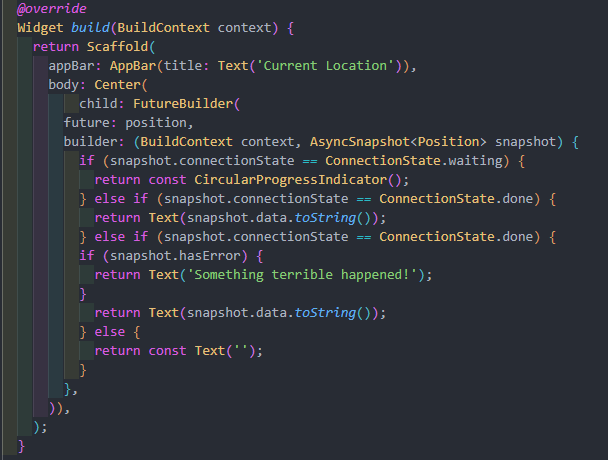 @override
Widget build(BuildContext context) {
  return Scaffold(
    appBar: AppBar(title: Text('Current Location')),
    body: Center(
        child: FutureBuilder(
      future: position,
      builder: (BuildContext context, AsyncSnapshot<Position> snapshot) {
        if (snapshot.connectionState == ConnectionState.waiting) {
          return const CircularProgressIndicator();
        } else if (snapshot.connectionState == ConnectionState.done) {
          return Text(snapshot.data.toString());
        } else if (snapshot.connectionState == ConnectionState.done) {
        if (snapshot.hasError) {
          return Text('Something terrible happened!');
        }
          return Text(snapshot.data.toString());
        } else {
          return const Text('');
        }
      },
    )),
  );
}